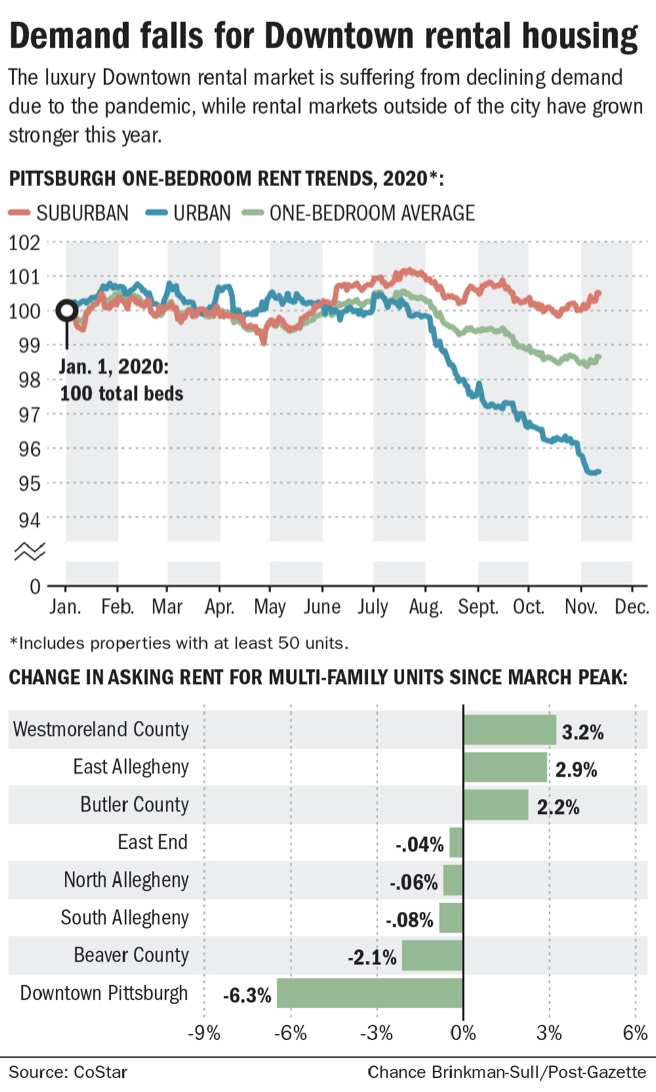 Demand falls for Downtown rental housing
The luxury Downtown rental market is suffering from declining demand
due to the pandemic, while rental markets outside of the city have grown
stronger this year.
PITTSBURGH ONE-BEDROOM RENT TRENDS, 2020*:
SUBURBAN URBAN ONE-BEDROOM AVERAGE
102
101
100
99
Jan. 1, 2020:
100 total beds
98
97
96
95
94
0
Jan. Feb. Mar Apr. May June July Aug. Sept. Oct. Nov. Dec.
*Includes properties with at least 50 units.
CHANGE IN ASKING RENT FOR MULTI-FAMILY UNITS SINCE MARCH PEAK:
Westmoreland County 3.2%
East Allegheny 2.9%
Butler County 2.2%
East End -.04%
North Allegheny -.06%
South Allegheny -.08%
Beaver County -2.1%
Downtown Pittsburgh -6.3%
-9% -6% -3% 0% 3% 6%
Source: CoStar Chance Brinkman-Sull/Post-Gazette